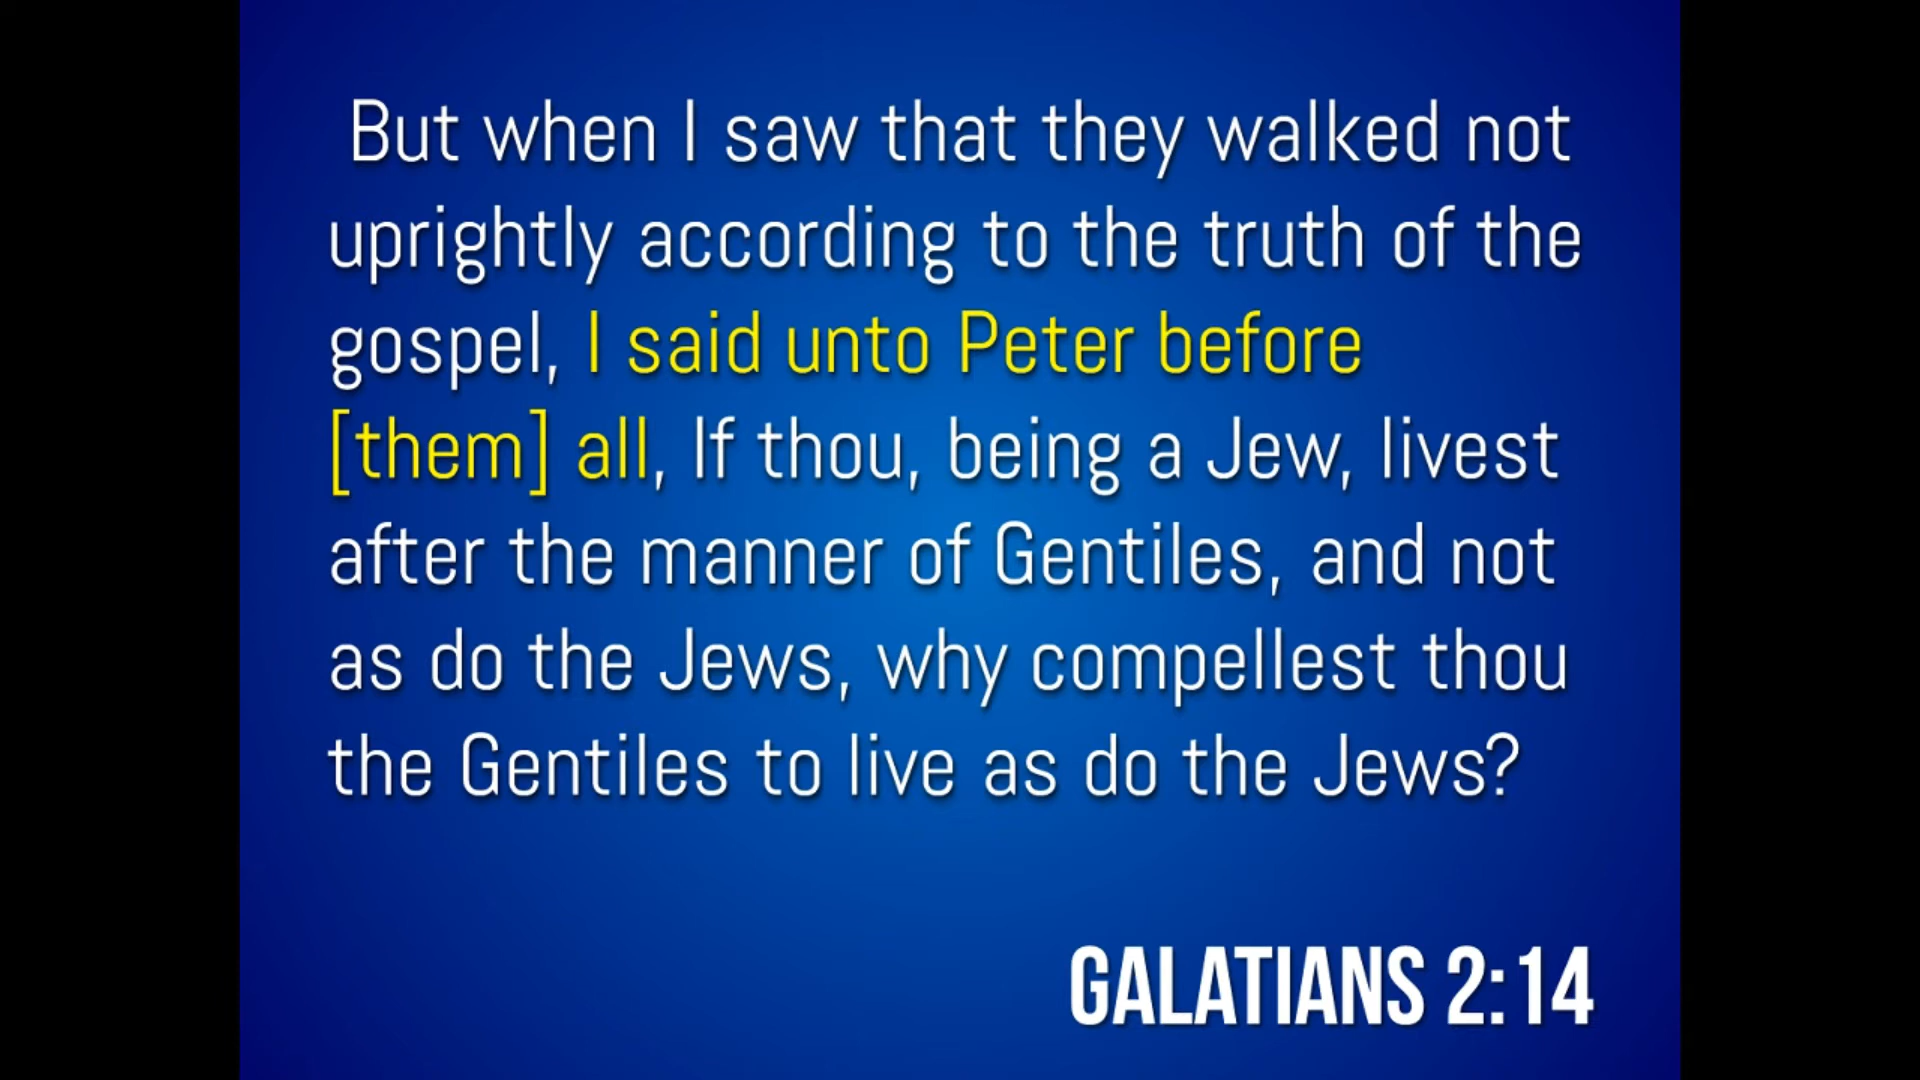 But when I saw that they walked not
uprightly according to the truth of the
gospel, I said unto Peter before
[them] all, If thou, being a Jew, livest
after the manner of Gentiles, and not
as do the Jews, why compellest thou
the Gentiles to live as do the Jews?
GALATIANS 2:14